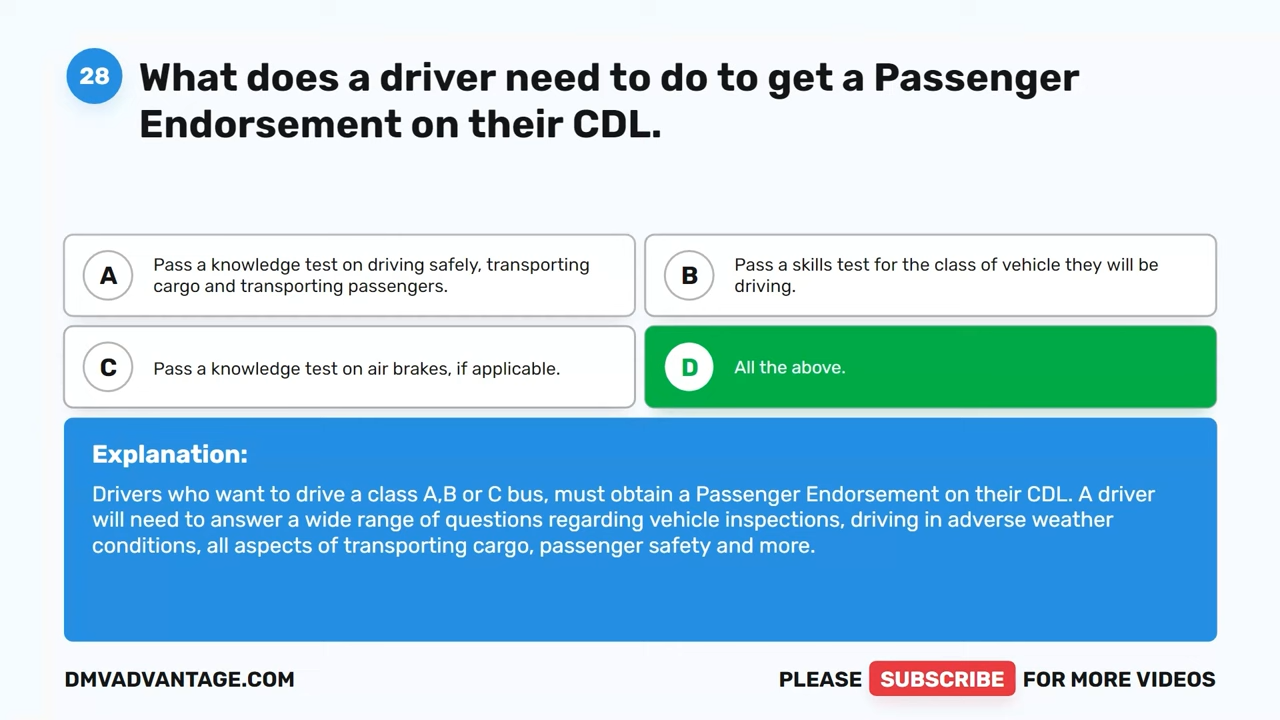 28
What does a driver need to do to get a Passenger
Endorsement on their CDL.
A
Pass a knowledge test on driving safely, transporting
cargo and transporting passengers.
B
Pass a skills test for the class of vehicle they will be
driving.
C
Pass a knowledge test on air brakes, if applicable.
D
All the above.
Explanation:
Drivers who want to drive a class A,B or C bus, must obtain a Passenger Endorsement on their CDL. A driver
will need to answer a wide range of questions regarding vehicle inspections, driving in adverse weather
conditions, all aspects of transporting cargo, passenger safety and more.
DMVADVANTAGE.COM
PLEASE SUBSCRIBE FOR MORE VIDEOS